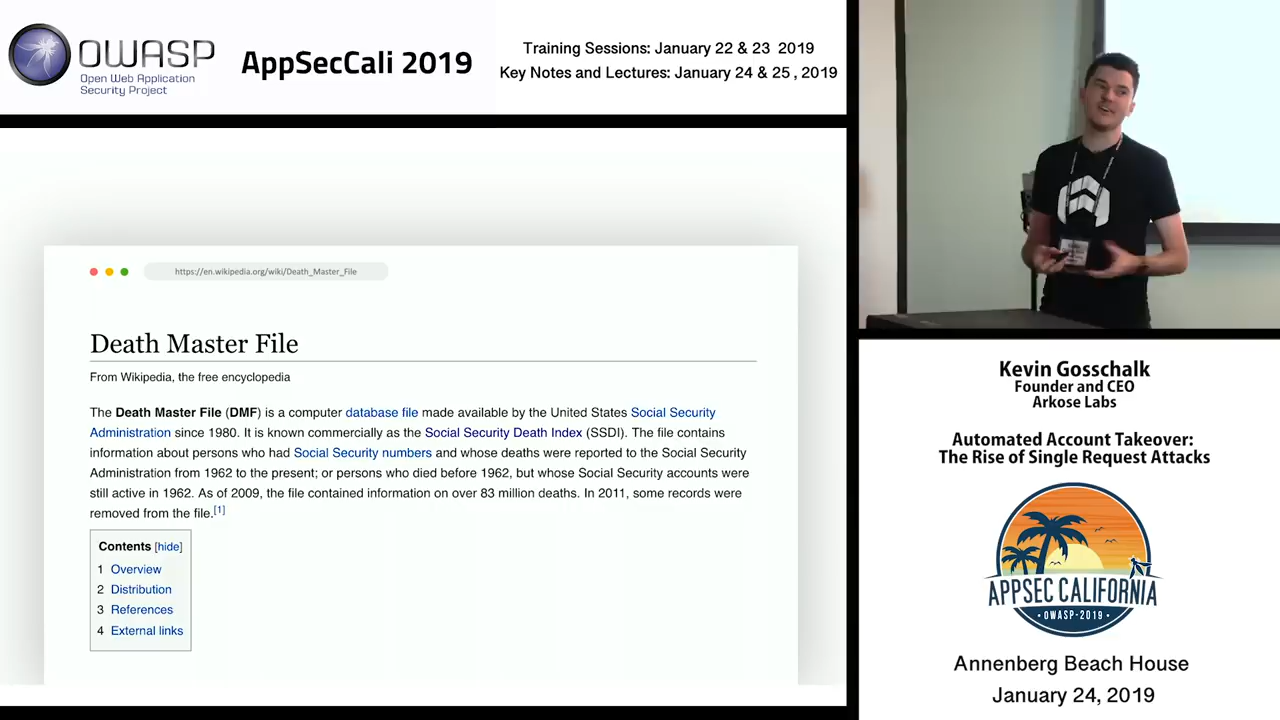 OWASP
Open Web Application
Security Project
AppSecCali 2019
Training Sessions: January 22 & 23 2019
Key Notes and Lectures: January 24 & 25 , 2019
https://en.wikipedia.org/wiki/Death_Master_File
Death Master File
From Wikipedia, the free encyclopedia
The Death Master File (DMF) is a computer database file made available by the United States Social Security
Administration since 1980. It is known commercially as the Social Security Death Index (SSDI). The file contains
information about persons who had Social Security numbers and whose deaths were reported to the Social Security
Administration from 1962 to the present; or persons who died before 1962, but whose Social Security accounts were
still active in 1962. As of 2009, the file contained information on over 83 million deaths. In 2011, some records were
removed from the file.[1]
Contents [hide]
1 Overview
2 Distribution
3 References
4 External links
Kevin Gosschalk
Founder and CEO
Arkose Labs
Automated Account Takeover:
The Rise of Single Request Attacks
APPSEC CALIFORNIA
• OWASP-2019 •
Annenberg Beach House
January 24, 2019